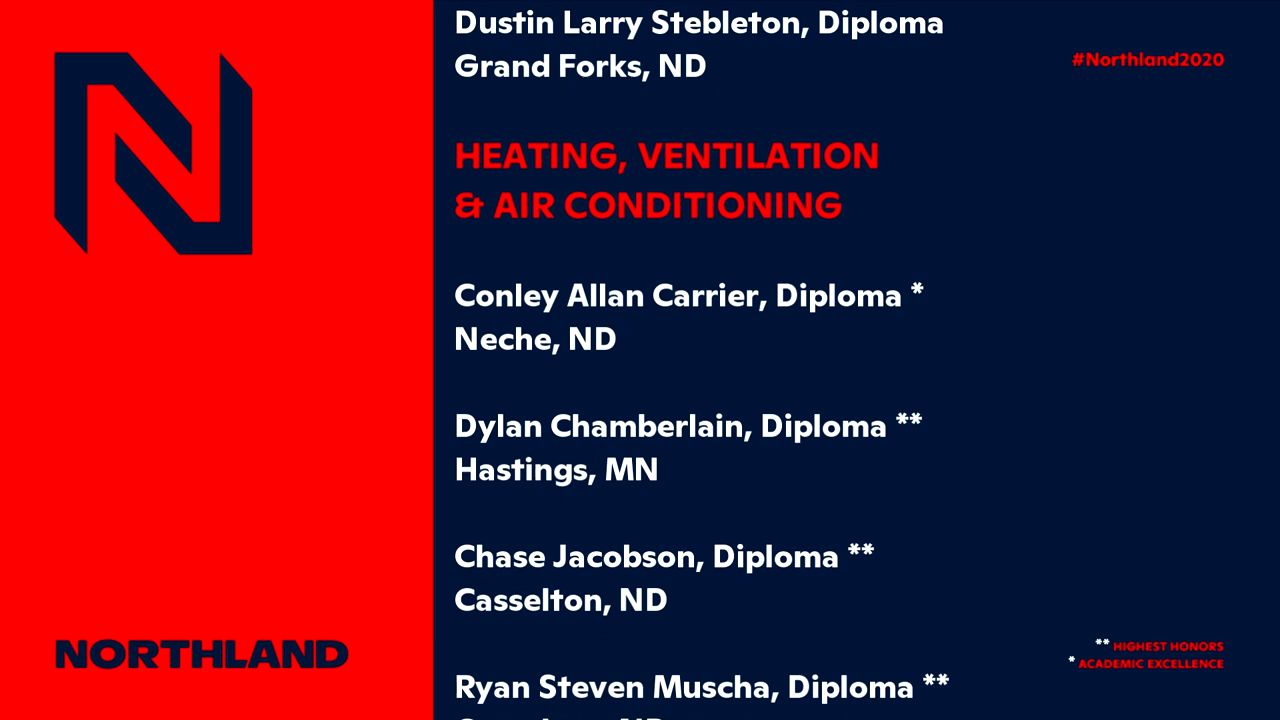 Dustin Larry Stebleton, Diploma
Grand Forks, ND
#Northland2020
HEATING, VENTILATION
& AIR CONDITIONING
Conley Allan Carrier, Diploma *
Neche, ND
Dylan Chamberlain, Diploma **
Hastings, MN
Chase Jacobson, Diploma **
Casselton, ND
Ryan Steven Muscha, Diploma **
NORTHLAND
** HIGHEST HONORS
* ACADEMIC EXCELLENCE